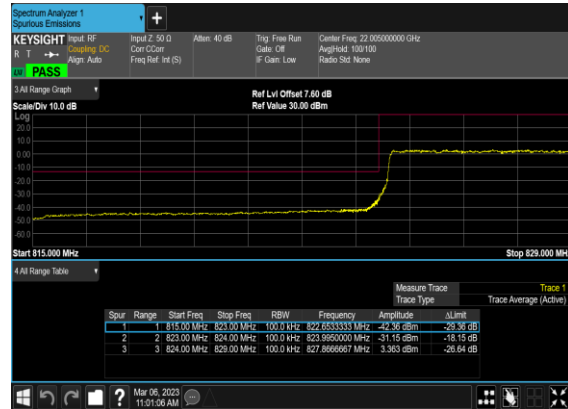 Spectrum Analyzer 1
Spurious Emissions
+
KEYSIGHT Input: RF Input Z: 50 Ω Atten: 40 dB Trig: Free Run Center Freq: 22.005000000 GHz
R T Coupling: DC Corr CCorr Gate: Off Avg|Hold: 100/100
Align: Auto Freq Ref: Int (S) IF Gain: Low Radio Std: None
LW PASS
3 All Range Graph
Ref Lvl Offset 7.60 dB
Scale/Div 10.0 dB Ref Value 30.00 dBm
Log
20.0
10.0
0.00
-10.0
-20.0
-30.0
-40.0
-50.0
-60.0
Start 815.000 MHz Stop 829.000 MH
4 All Range Table
Measure Trace Trace 1
Trace Type Trace Average (Active)
Spur Range Start Freq Stop Freq RBW Frequency Amplitude ΔLimit
1 1 815.00 MHz 823.00 MHz 100.0 kHz 822.6533333 MHz -42.36 dBm -29.36 dB
2 2 823.00 MHz 824.00 MHz 100.0 kHz 823.9950000 MHz -31.15 dBm -18.15 dB
3 3 824.00 MHz 829.00 MHz 100.0 kHz 827.8666667 MHz 3.363 dBm -26.64 dB
? Mar 06, 2023
11:01:06 AM